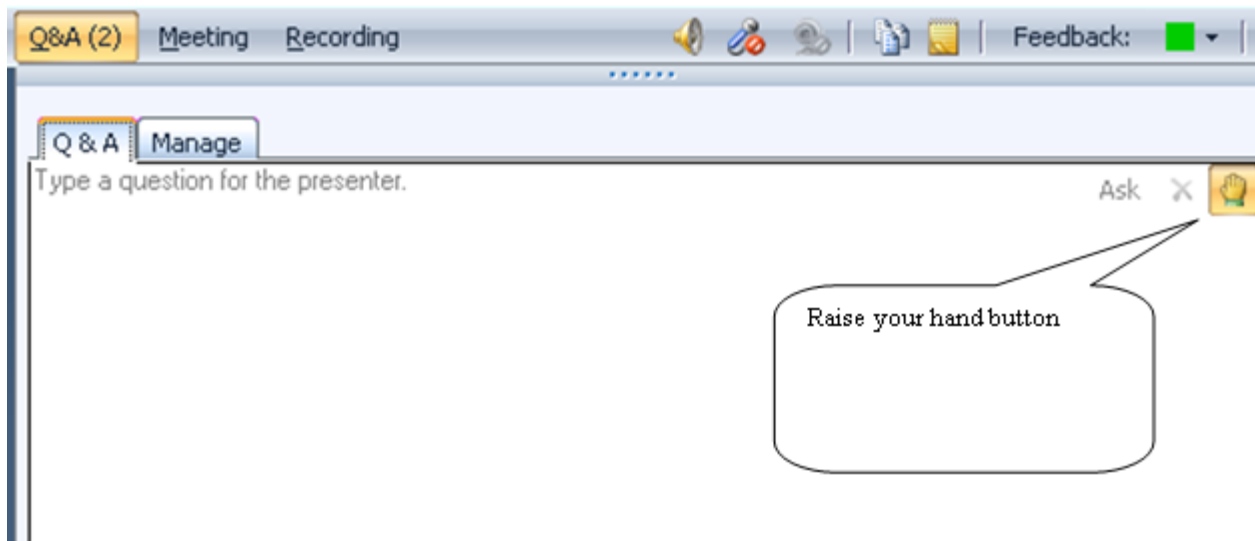 Q&A (2) Meeting Recording Feedback:
Q & A Manage
Type a question for the presenter.
Ask
Raise your hand button